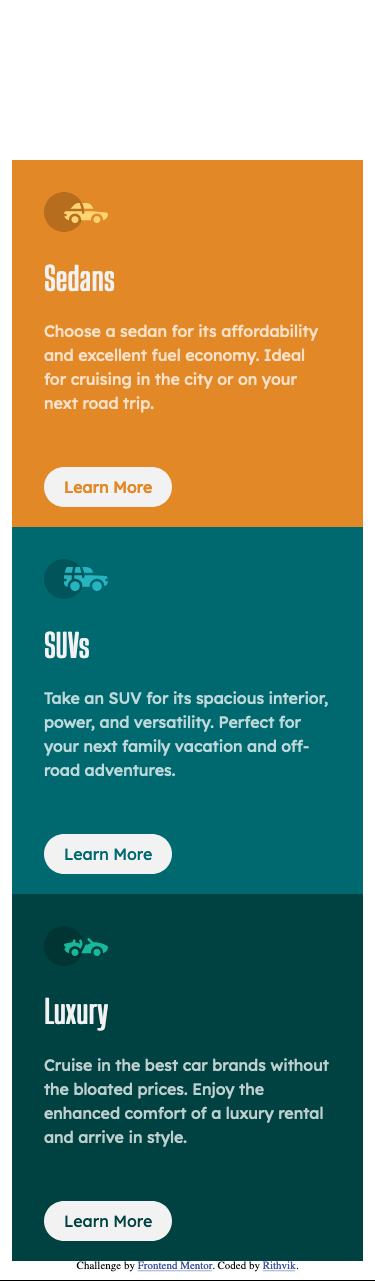 Sedans
Choose a sedan for its affordability
and excellent fuel economy. Ideal
for cruising in the city or on your
next road trip.
Learn More
SUVs
Take an SUV for its spacious interior,
power, and versatility. Perfect for
your next family vacation and off-
road adventures.
Learn More
Luxury
Cruise in the best car brands without
the bloated prices. Enjoy the
enhanced comfort of a luxury rental
and arrive in style.
Learn More
Challenge by Frontend Mentor. Coded by Rithvik.